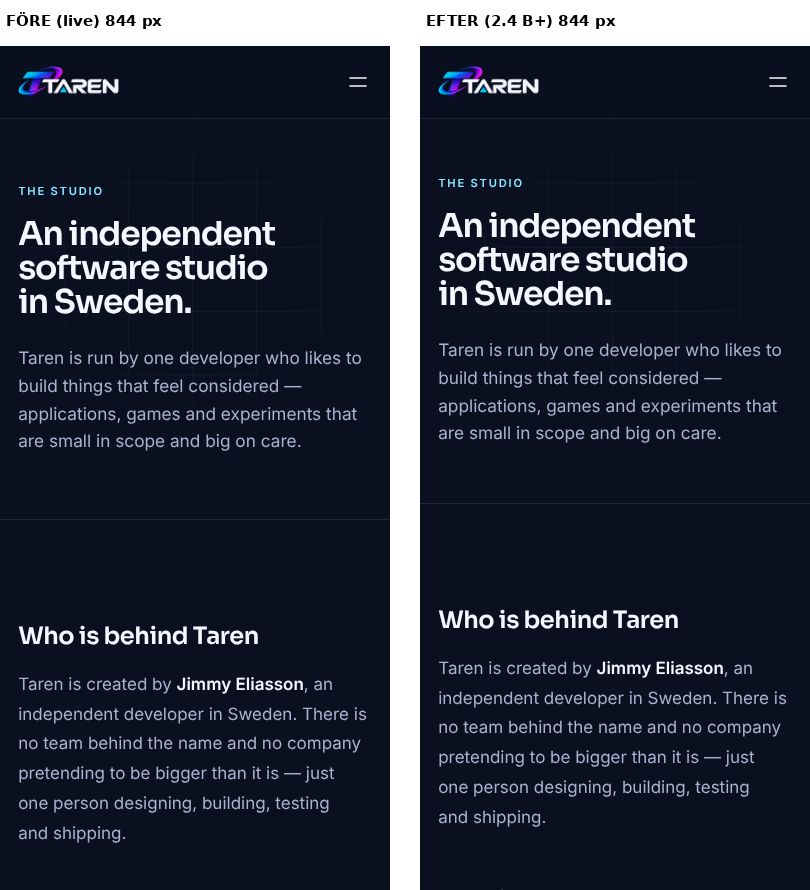 FÖRE (live) 844 px
TAREN
THE STUDIO
An independent
software studio
in Sweden.
Taren is run by one developer who likes to
build things that feel considered —
applications, games and experiments that
are small in scope and big on care.
Who is behind Taren
Taren is created by Jimmy Eliasson, an
independent developer in Sweden. There is
no team behind the name and no company
pretending to be bigger than it is — just
one person designing, building, testing
and shipping.
EFTER (2.4 B+) 844 px
TAREN
THE STUDIO
An independent
software studio
in Sweden.
Taren is run by one developer who likes to
build things that feel considered —
applications, games and experiments that
are small in scope and big on care.
Who is behind Taren
Taren is created by Jimmy Eliasson, an
independent developer in Sweden. There is
no team behind the name and no company
pretending to be bigger than it is — just
one person designing, building, testing
and shipping.